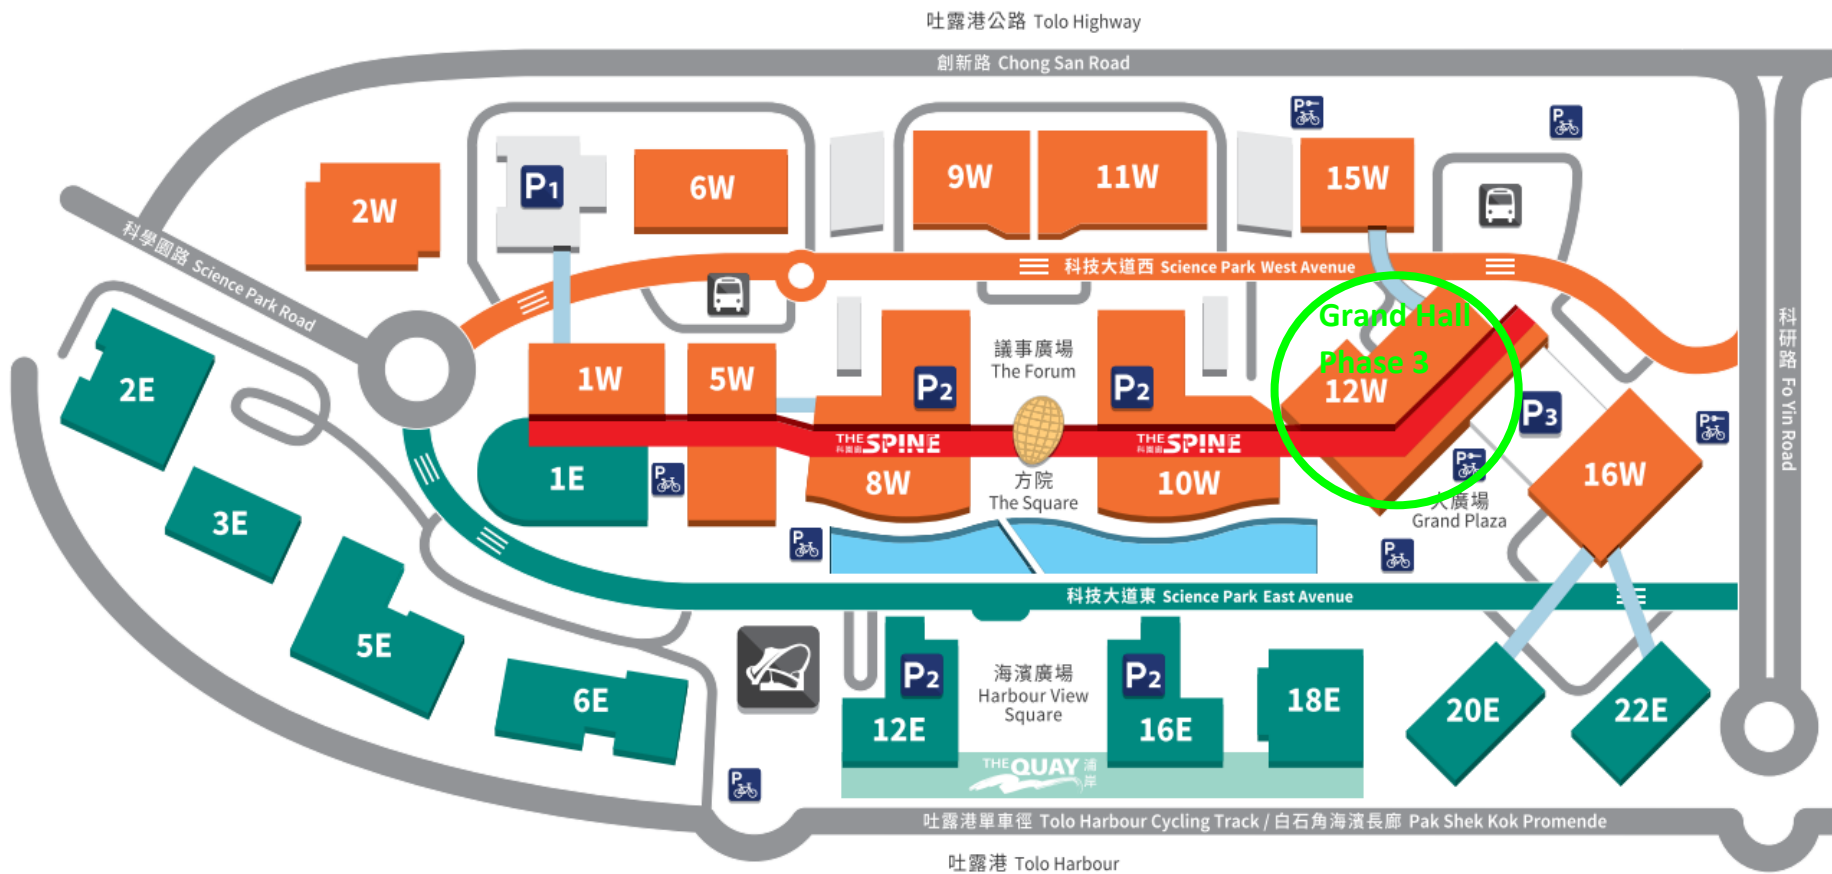 吐露港公路 Tolo Highway
創新路 Chong San Road
P
P
P1
2W
6W
9W
11W
15W
科學園路 Science Park Road
科技大道西 Science Park West Avenue
科研路 Fo Yin Road
Grand Hall
Phase 3
2E
1W
5W
P2
議事廣場
The Forum
P2
12W
P3
P
THE SPINE
科園廊
THE SPINE
科園廊
1E
P
8W
方院
The Square
10W
P
大廣場
Grand Plaza
16W
3E
P
P
科技大道東 Science Park East Avenue
5E
6E
P2
12E
海濱廣場
Harbour View
Square
P2
16E
18E
20E
22E
P
THE QUAY 浦岸
吐露港單車徑 Tolo Harbour Cycling Track / 白石角海濱長廊 Pak Shek Kok Promende
吐露港 Tolo Harbour